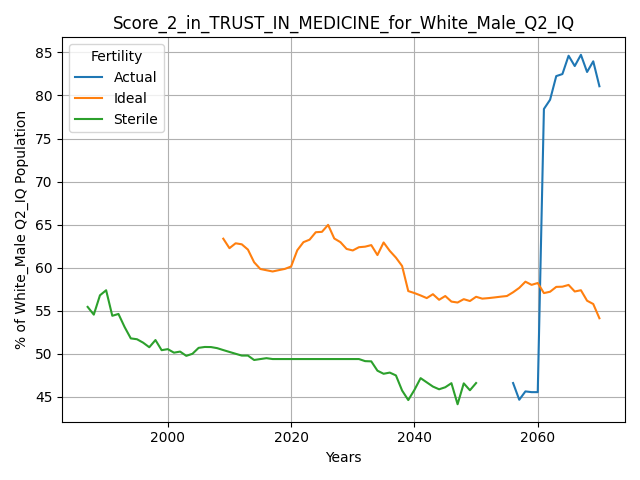 Score_2_in_TRUST_IN_MEDICINE_for_White_Male_Q2_IQ
Fertility
Actual
Ideal
Sterile
% of White_Male Q2_IQ Population
85
80
75
70
65
60
55
50
45
2000
2020
2040
2060
Years